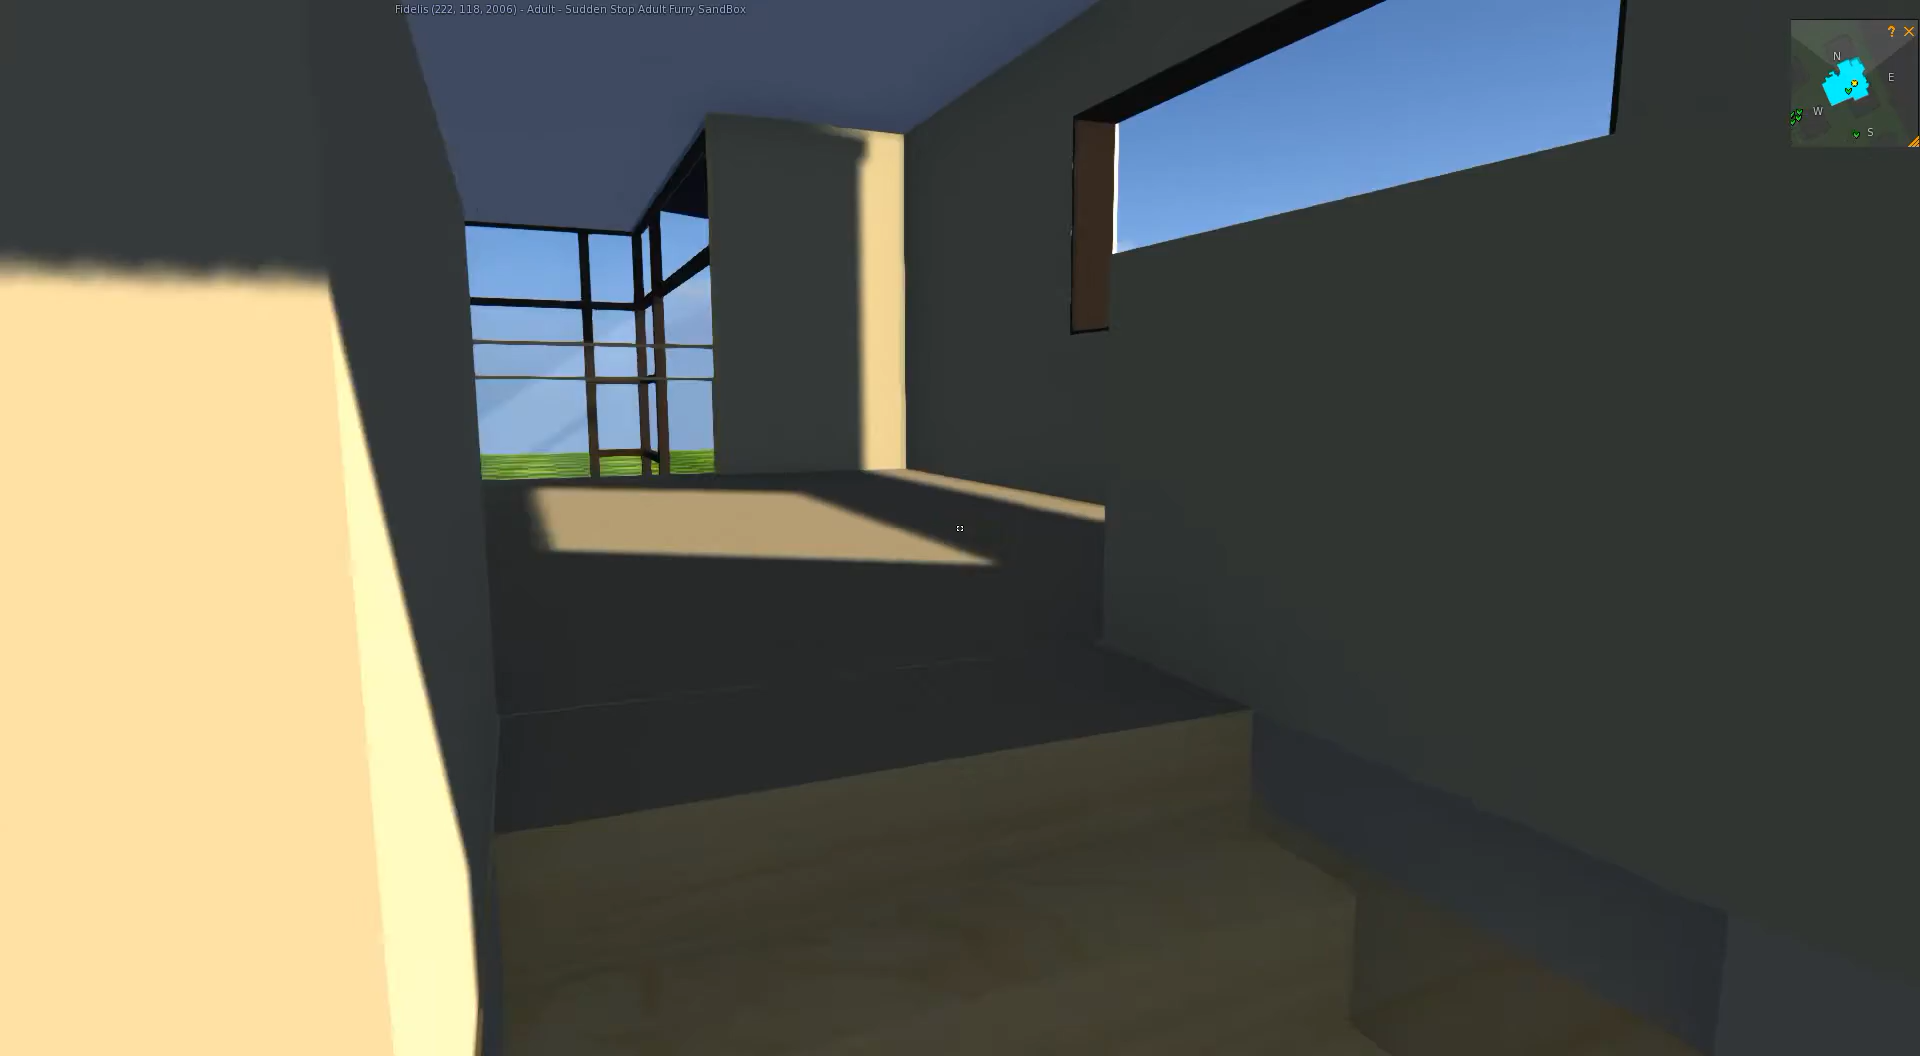 Fidelis (222, 118, 2006) - Adult - Sudden Stop Adult Furry SandBox
? X
N
E
W
S